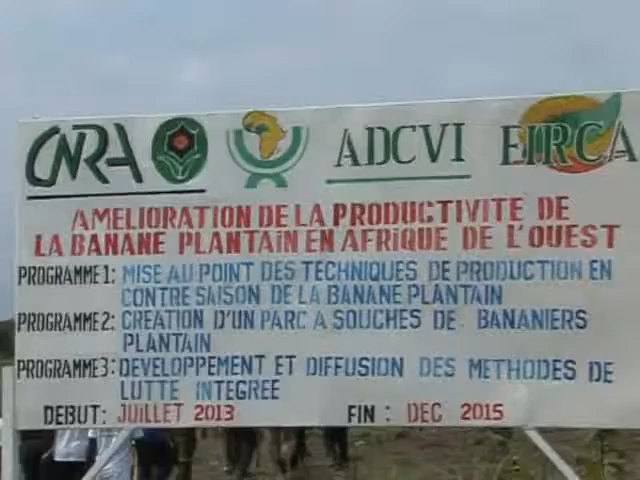 CNRA ADCVI EIRCA
AMELIORATION DE LA PRODUCTIVITE DE
LA BANANE PLANTAIN EN AFRIQUE DE L'OUEST
PROGRAMME 1: MISE AU POINT DES TECHNIQUES DE PRODUCTION EN
CONTRE SAISON DE LA BANANE PLANTAIN
PROGRAMME 2: CREATION D'UN PARC A SOUCHES DE BANANIERS
PLANTAIN
PROGRAMME 3: DEVELOPPEMENT ET DIFFUSION DES METHODES DE
LUTTE INTEGREE
DEBUT: JUILLET 2013 FIN : DEC 2015